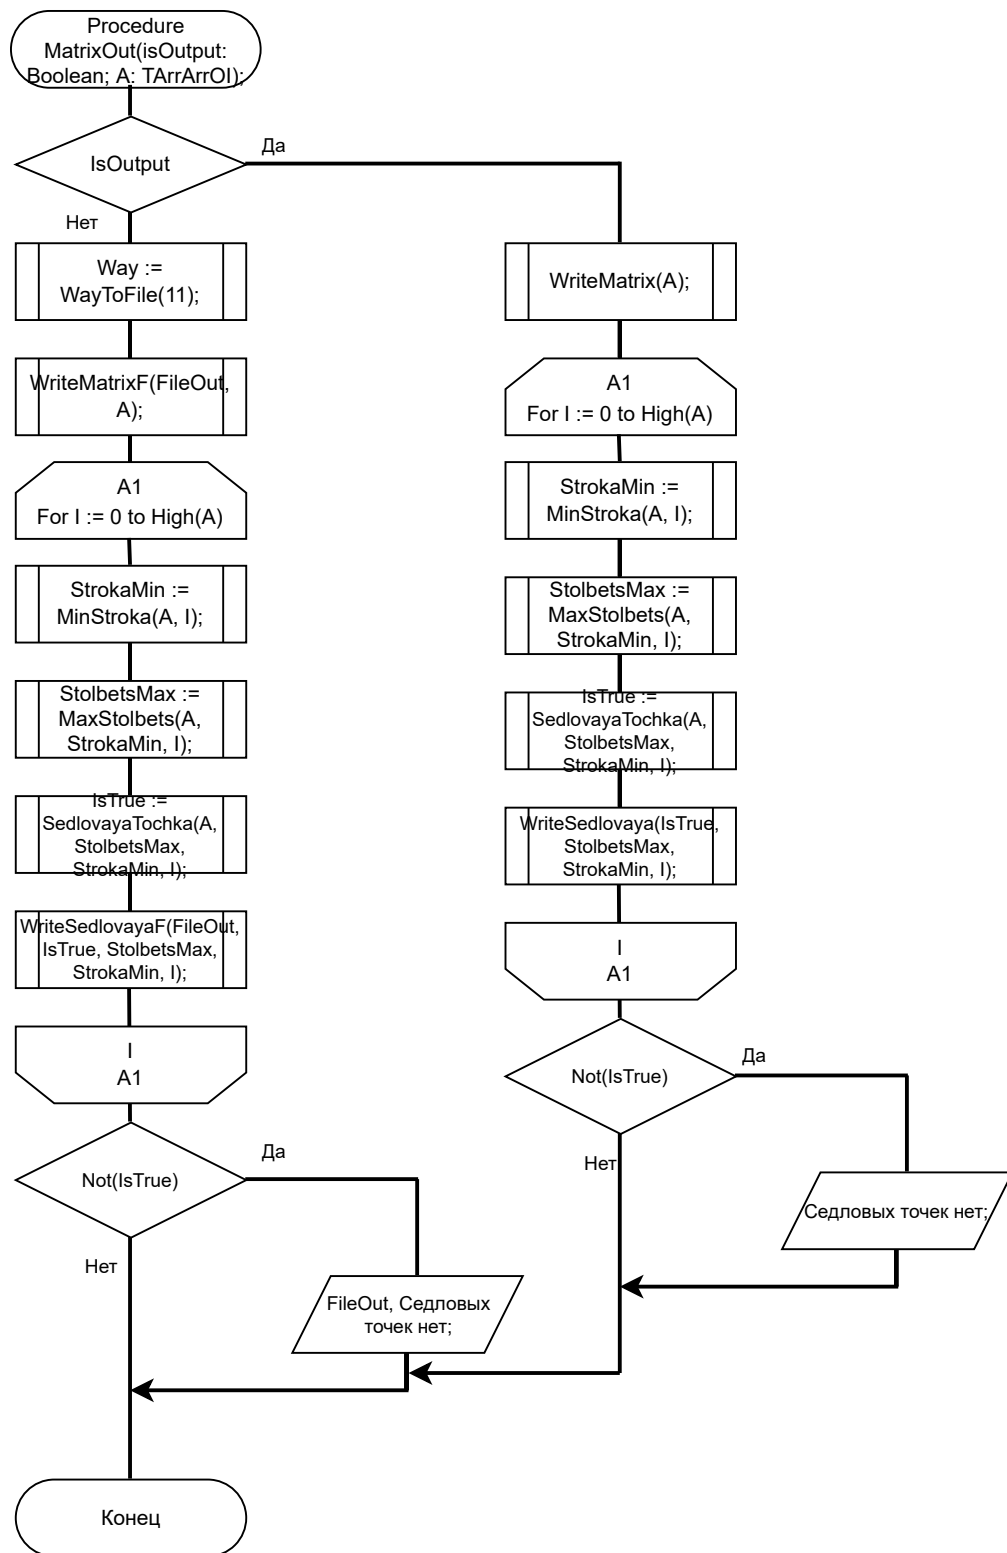 Procedure
MatrixOut(isOutput:
Boolean; A: TArrArrOI);
IsOutput
Да
Нет
Way :=
WayToFile(11);
WriteMatrixF(FileOut,
A);
A1
For I := 0 to High(A)
StrokaMin :=
MinStroka(A, I);
StolbetsMax :=
MaxStolbets(A,
StrokaMin, I);
IsTrue :=
SedlovayaTochka(A,
StolbetsMax,
StrokaMin, I);
WriteSedlovayaF(FileOut,
IsTrue, StolbetsMax,
StrokaMin, I);
I
A1
Not(IsTrue)
Да
Нет
FileOut, Седловых
точек нет;
WriteMatrix(A);
A1
For I := 0 to High(A)
StrokaMin :=
MinStroka(A, I);
StolbetsMax :=
MaxStolbets(A,
StrokaMin, I);
IsTrue :=
SedlovayaTochka(A,
StolbetsMax,
StrokaMin, I);
WriteSedlovaya(IsTrue,
StolbetsMax,
StrokaMin, I);
I
A1
Not(IsTrue)
Да
Нет
Седловых точек нет;
Конец